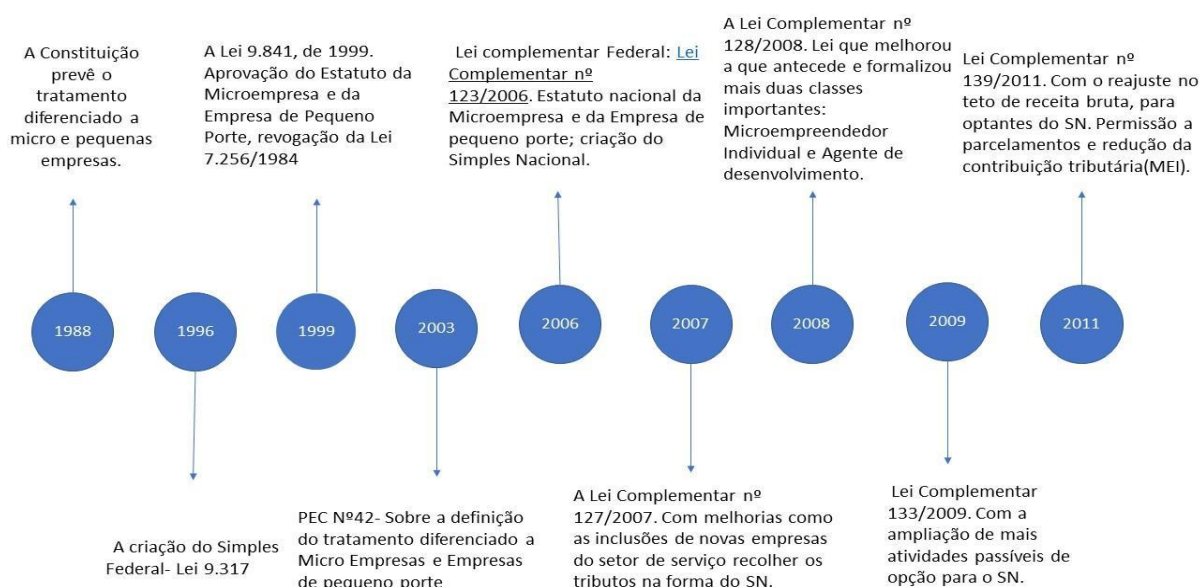 A Constituição
prevê o
tratamento
diferenciado a
micro e pequenas
empresas.
A Lei 9.841, de 1999.
Aprovação do Estatuto da
Microempresa e da
Empresa de Pequeno
Porte, revogação da Lei
7.256/1984
Lei complementar Federal: Lei
Complementar nº
123/2006. Estatuto nacional da
Microempresa e da Empresa de
pequeno porte; criação do
Simples Nacional.
A Lei Complementar nº
128/2008. Lei que melhorou
a que antecede e formalizou
mais duas classes
importantes:
Microempreendedor
Individual e Agente de
desenvolvimento.
Lei Complementar nº
139/2011. Com o reajuste no
teto de receita bruta, para
optantes do SN. Permissão a
parcelamentos e redução da
contribuição tributária(MEI).
1988
1996
1999
2003
2006
2007
2008
2009
2011
A criação do Simples
Federal- Lei 9.317
PEC Nº42- Sobre a definição
do tratamento diferenciado a
Micro Empresas e Empresas
de pequeno porte
A Lei Complementar nº
127/2007. Com melhorias como
as inclusões de novas empresas
do setor de serviço recolher os
tributos na forma do SN.
Lei Complementar
133/2009. Com a
ampliação de mais
atividades passíveis de
opção para o SN.